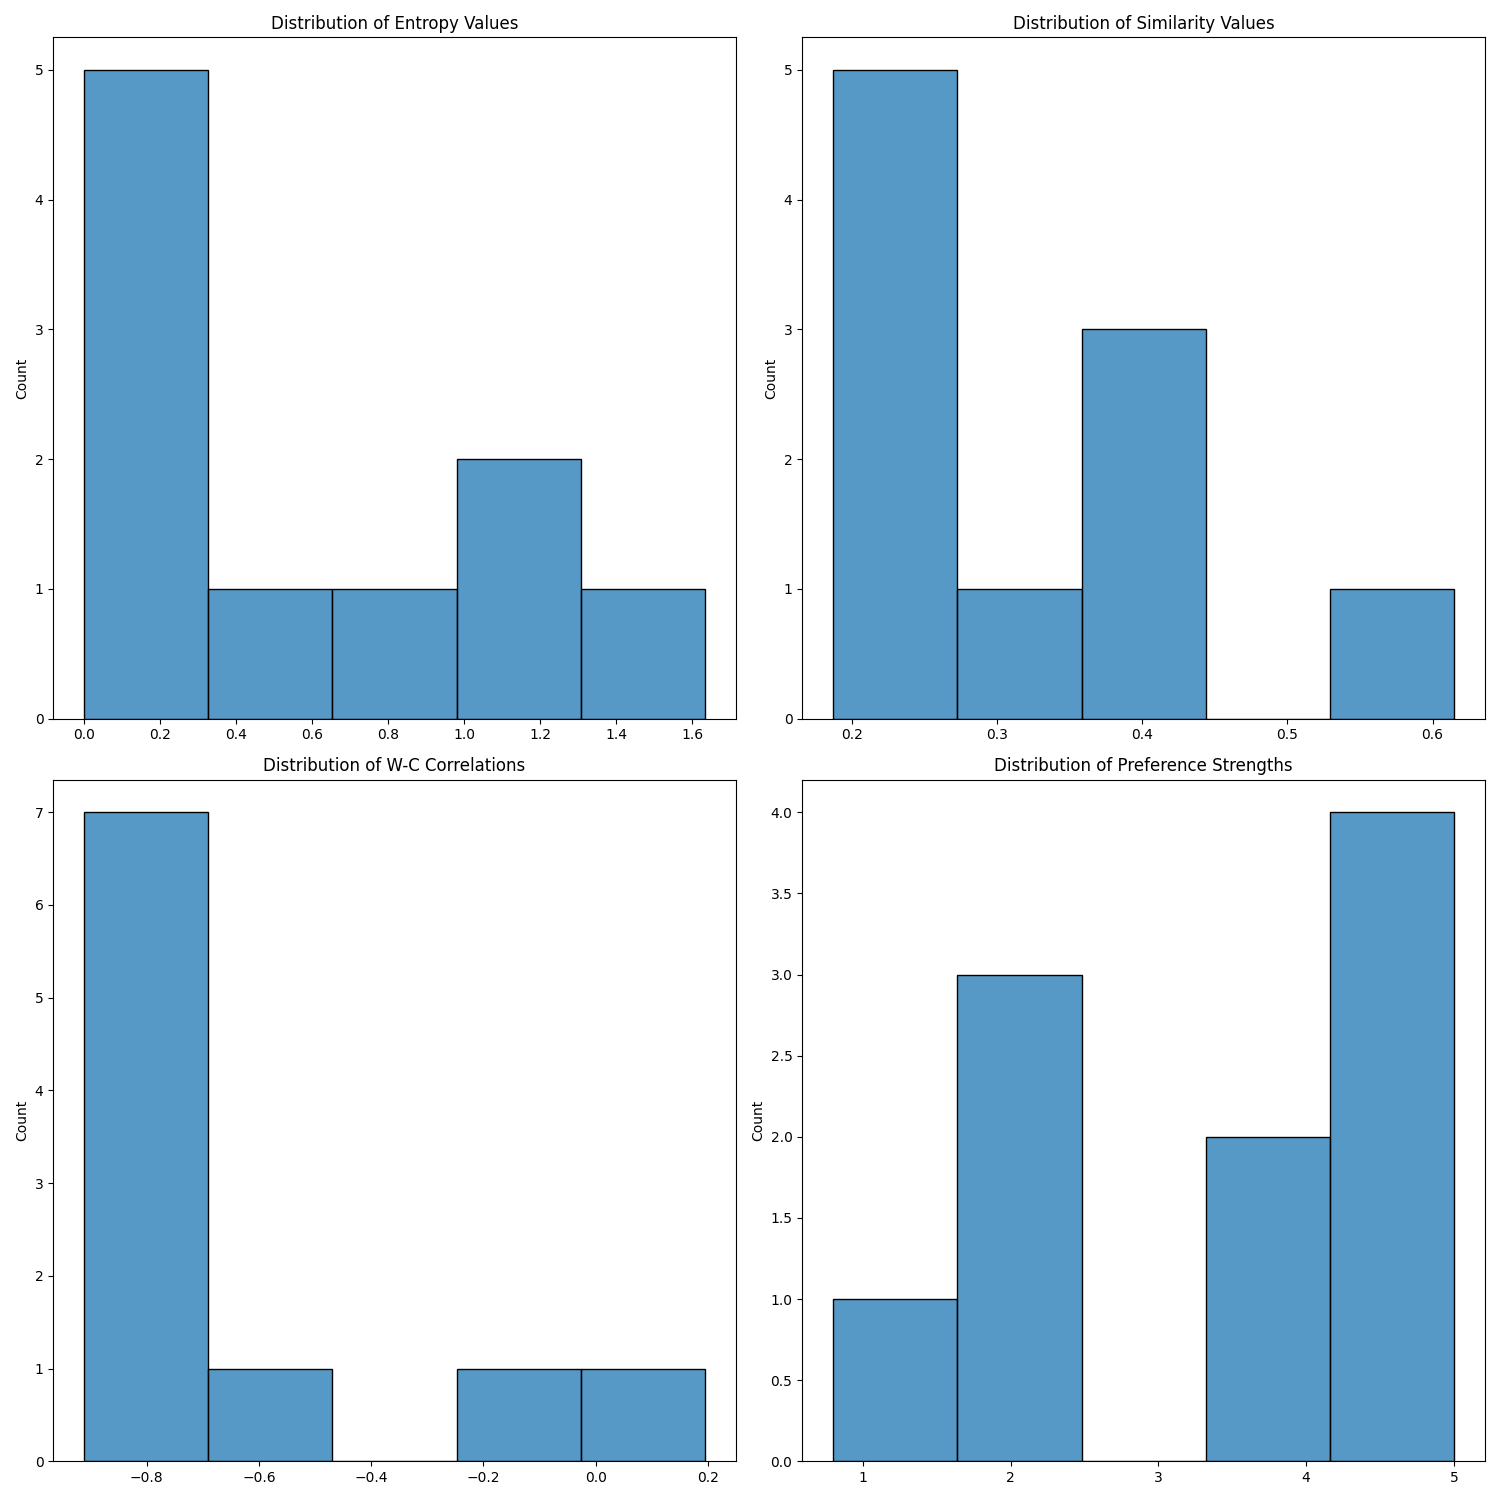 Distribution of Entropy Values
5
4
3
2
1
0
Count
0.0 0.2 0.4 0.6 0.8 1.0 1.2 1.4 1.6
Distribution of Similarity Values
5
4
3
2
1
0
Count
0.2 0.3 0.4 0.5 0.6
Distribution of W-C Correlations
7
6
5
4
3
2
1
0
Count
−0.8 −0.6 −0.4 −0.2 0.0 0.2
Distribution of Preference Strengths
4.0
3.5
3.0
2.5
2.0
1.5
1.0
0.5
0.0
Count
1 2 3 4 5